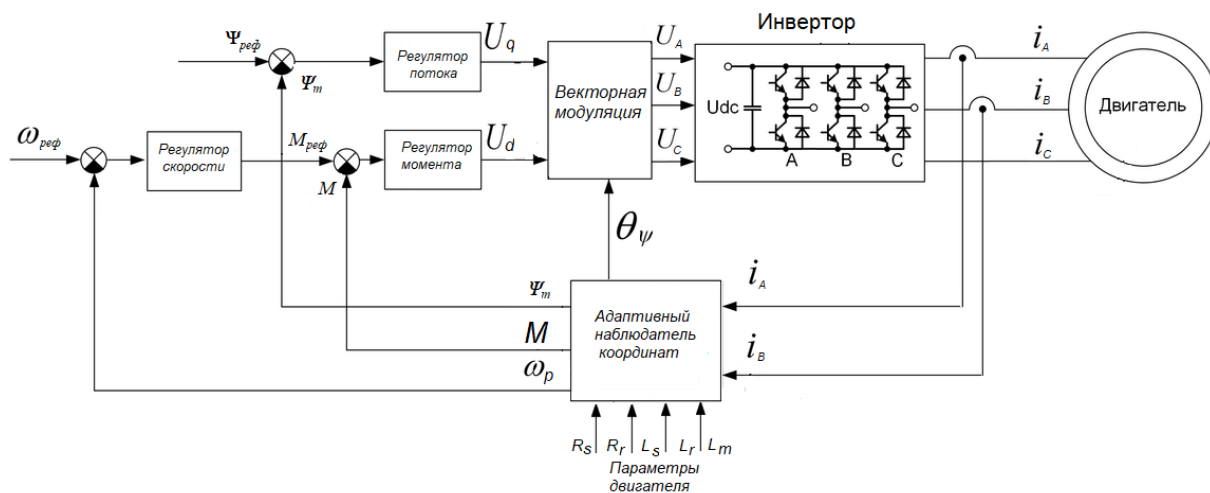 Инвертор
Ψреф
Регулятор
потока
Uq
Ψm
Векторная
модуляция
UA
UB
UC
Udc
A B C
iA
iB
iC
Двигатель
ωреф
Регулятор
скорости
Mреф
M
Регулятор
момента
Ud
θψ
Ψm
M
ωp
Адаптивный
наблюдатель
координат
iA
iB
Rs Rr Ls Lr Lm
Параметры
двигателя